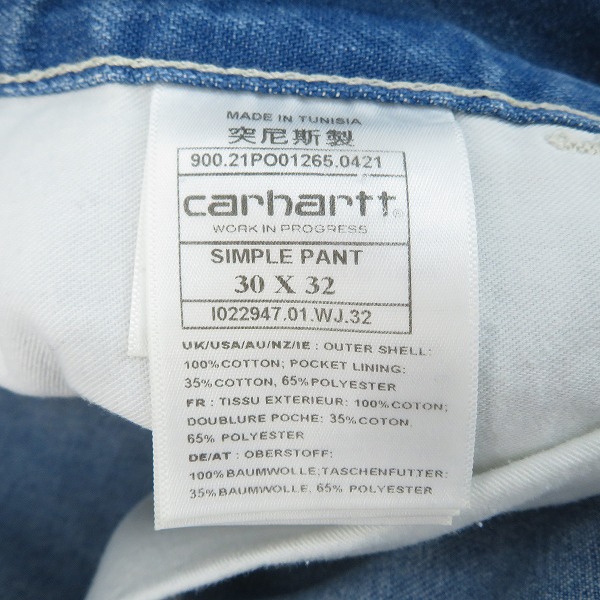 MADE IN TUNISIA
突尼斯製
900.21PO01265.0421
carhartt®
WORK IN PROGRESS
SIMPLE PANT
30 X 32
I022947.01.WJ.32
UK/USA/AU/NZ/IE : OUTER SHELL:
100%COTTON; POCKET LINING:
35% COTTON, 65% POLYESTER
FR : TISSU EXTERIEUR: 100% COTON;
DOUBLURE POCHE: 35% COTON
65% POLYESTER
DE/AT : OBERSTOFF:
100%BAUMWOLLE;TASCHENFUTTER:
35%BAUMWOLLE, 65% POLYESTER